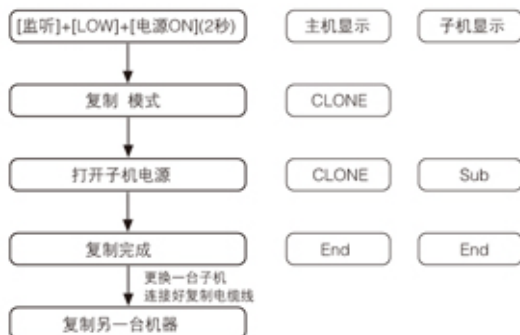 [监听]+[LOW]+[电源ON](2秒) 主机显示 子机显示
复制 模式 CLONE
打开子机电源 CLONE Sub
复制完成 End End
更换一台子机
连接好复制电缆线
复制另一台机器